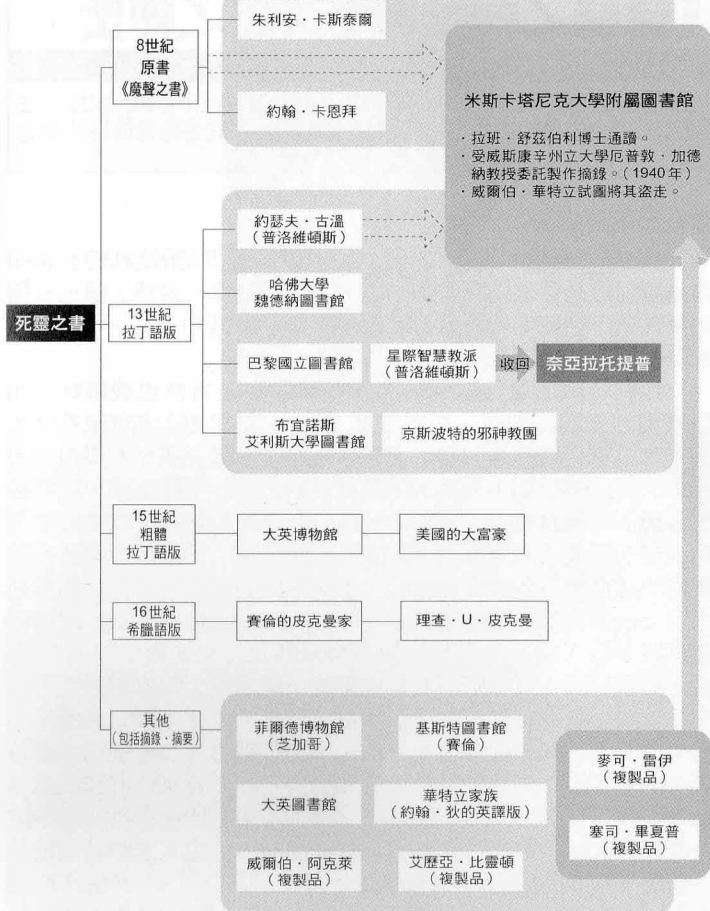 朱利安・卡斯泰爾
8世紀
原書
《魔聲之書》
約翰・卡恩拜
米斯卡塔尼克大學附屬圖書館
・拉班・舒茲伯利博士通讀。
・受威斯康辛州立大學厄普敦・加德
納教授委託製作摘錄。(1940年)
・威爾伯・華特立試圖將其盜走。
死靈之書
13世紀
拉丁語版
約瑟夫・古溫
(普洛維頓斯)
哈佛大學
魏德納圖書館
巴黎國立圖書館
星際智慧教派
(普洛維頓斯)
收回
奈亞拉托提普
布宜諾斯
艾利斯大學圖書館
京斯波特的邪神教團
15世紀
粗體
拉丁語版
大英博物館
美國的大富豪
16世紀
希臘語版
賽倫的皮克曼家
理查・U・皮克曼
其他
(包括摘錄・摘要)
菲爾德博物館
(芝加哥)
基斯特圖書館
(賽倫)
大英圖書館
華特立家族
(約翰・狄的英譯版)
威爾伯・阿克萊
(複製品)
艾歷亞・比靈頓
(複製品)
麥可・雷伊
(複製品)
塞司・畢夏普
(複製品)